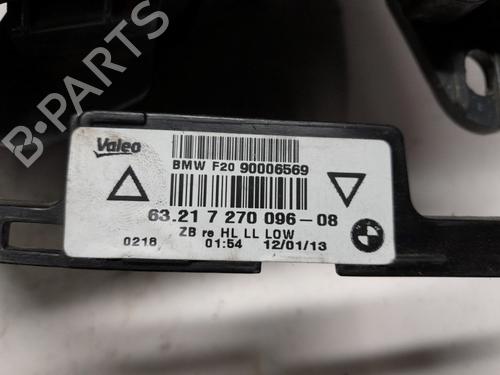 Valeo
BMW F20 90006569
63.21 7 270 096-08
ZB re HL LL LOW
0218 01:54 12/01/13
B-PARTS